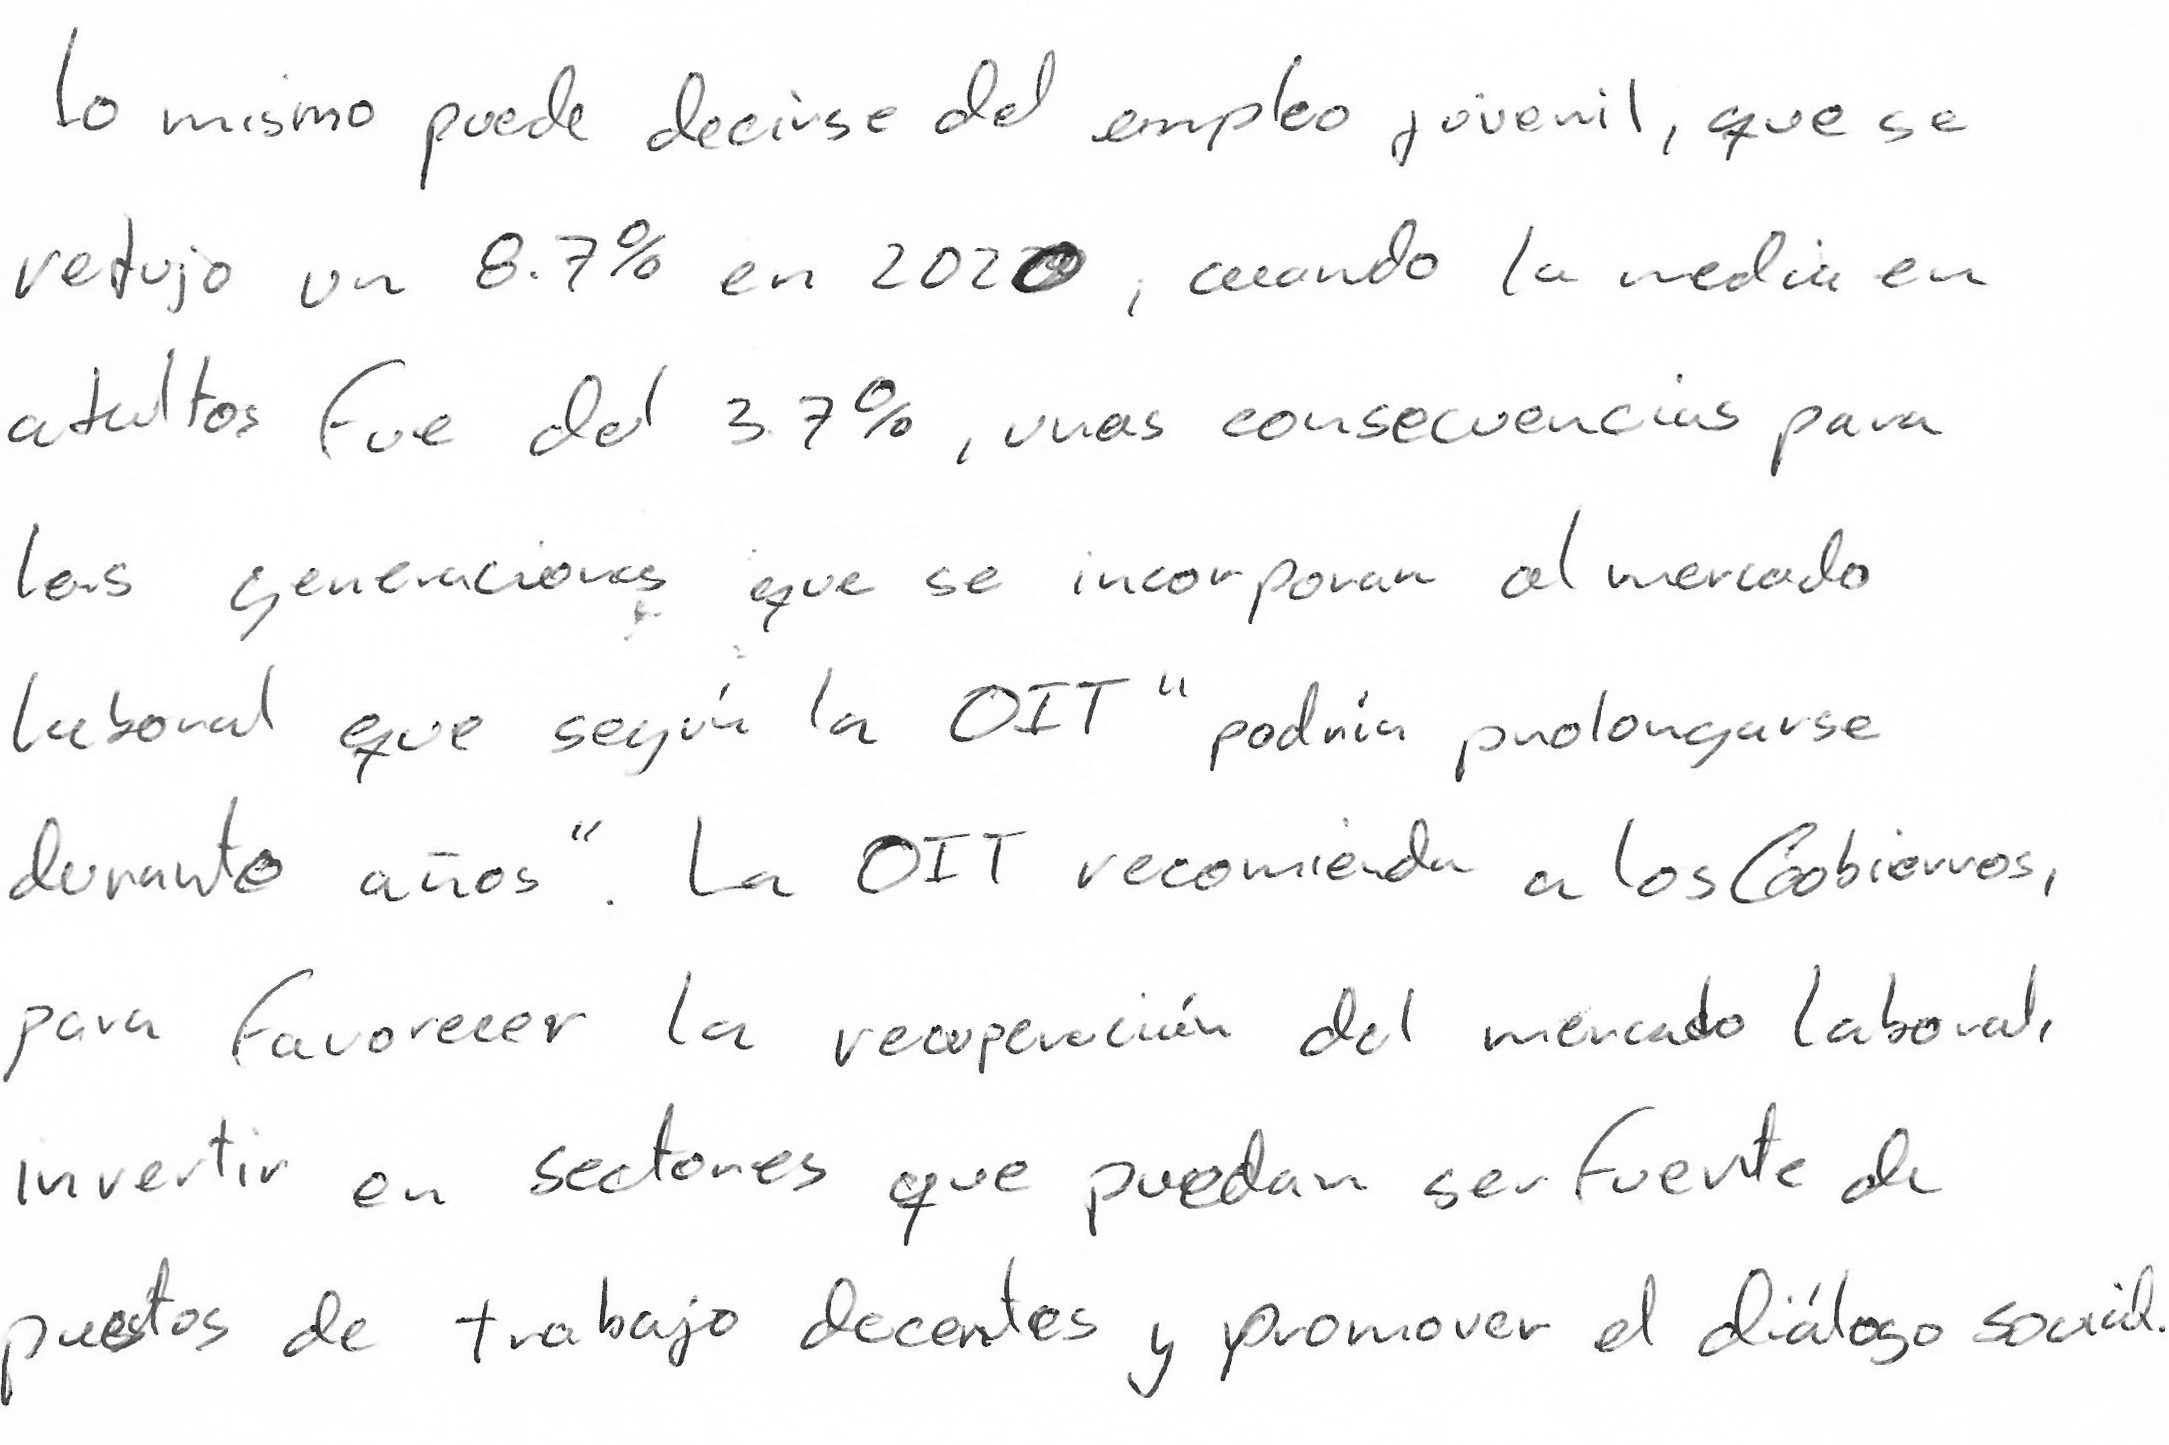 Lo mismo puede decirse del empleo juvenil, que se
redujo un 8.7% en 2020, cuando la media en
adultos fue del 3.7%, unas consecuencias para
las generaciones que se incorporan al mercado
laboral que según la OIT "podría prolongarse
durante años". La OIT recomienda a los Gobiernos,
para favorecer la recuperación del mercado laboral,
invertir en sectores que puedan ser fuente de
puestos de trabajo decentes y promover el diálogo social.